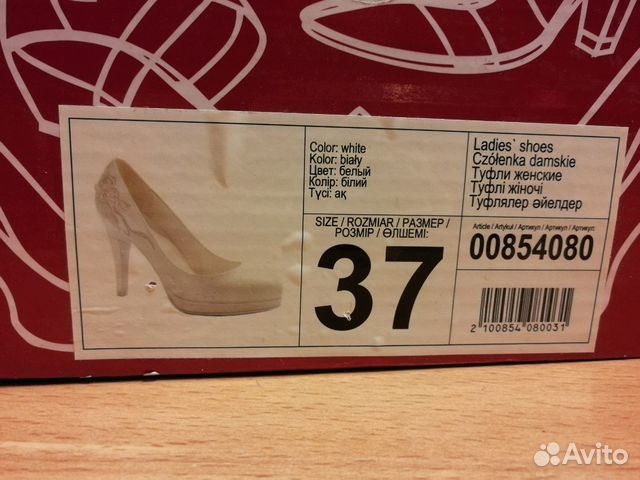 Color: white
Kolor: biały
Цвет: белый
Колір: білий
Түсі: ақ
SIZE / ROZMIAR / РАЗМЕР /
РОЗМІР / ӨЛШЕМІ:
37
Ladies` shoes
Czółenka damskie
Туфли женские
Туфлі жіночі
Туфлялер әйелдер
Article / Artykuł / Артикул / Артикул / Артикул:
00854080
2 100854 080031
Avito